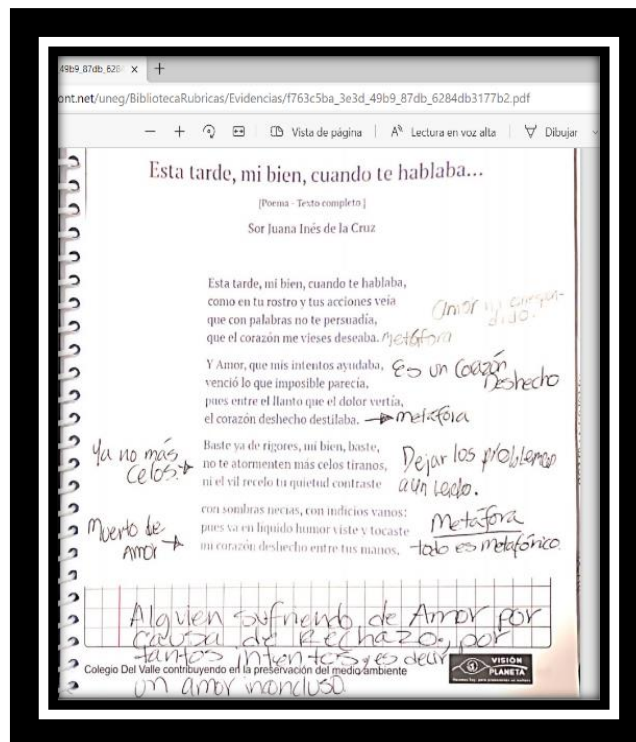 49b9_87db_628
ont.net/uneg/BibliotecaRubricas/Evidencias/f763c5ba_3e3d_49b9_87db_6284db3177b2.pdf
Vista de página
Lectura en voz alta
Dibujar
Esta tarde, mi bien, cuando te hablaba...
[Poema - Texto completo]
Sor Juana Inés de la Cruz
Esta tarde, mi bien, cuando te hablaba,
como en tu rostro y tus acciones veía
que con palabras no te persuadía,
que el corazón me vieses deseaba. metáfora
Amor
Y Amor, que mis intentos ayudaba,
venció lo que imposible parecía,
pues entre el llanto que el dolor vertía,
el corazón deshecho destilaba. metáfora
Es un Corazón
Deshecho
Baste ya de rigores, mi bien, baste,
no te atormenten más celos tiranos,
ni el vil recelo tu quietud contraste
Ya no más
celos.
Dejar los problemas
a un lado.
con sombras necias, con indicios vanos:
pues ya en líquido humor viste y tocaste
mi corazón deshecho entre tus manos,
Muerto de
Amor
Metáfora
todo es metafórico.
Alguien sufriendo de Amor por
causa de Rechazo, por
tantos intentos, es decir
un amor inoncluso
Colegio Del Valle contribuyendo en la preservación del medio ambiente
VISIÓN
PLANETA